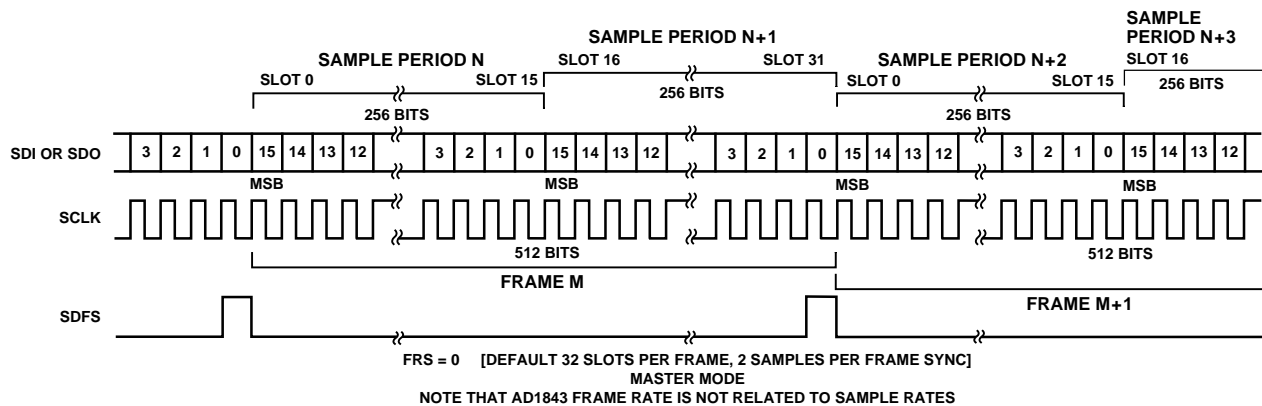 SAMPLE PERIOD N
SAMPLE PERIOD N+1
SAMPLE PERIOD N+2
SAMPLE
PERIOD N+3
SLOT 0
SLOT 15
SLOT 16
SLOT 31
SLOT 0
SLOT 15
SLOT 16
256 BITS
256 BITS
256 BITS
256 BITS
SDI OR SDO
3 2 1 0 15 14 13 12 3 2 1 0 15 14 13 12 3 2 1 0 15 14 13 12 3 2 1 0 15 14 13 12
MSB MSB MSB MSB
SCLK
512 BITS
512 BITS
FRAME M
FRAME M+1
SDFS
FRS = 0 [DEFAULT 32 SLOTS PER FRAME, 2 SAMPLES PER FRAME SYNC]
MASTER MODE
NOTE THAT AD1843 FRAME RATE IS NOT RELATED TO SAMPLE RATES